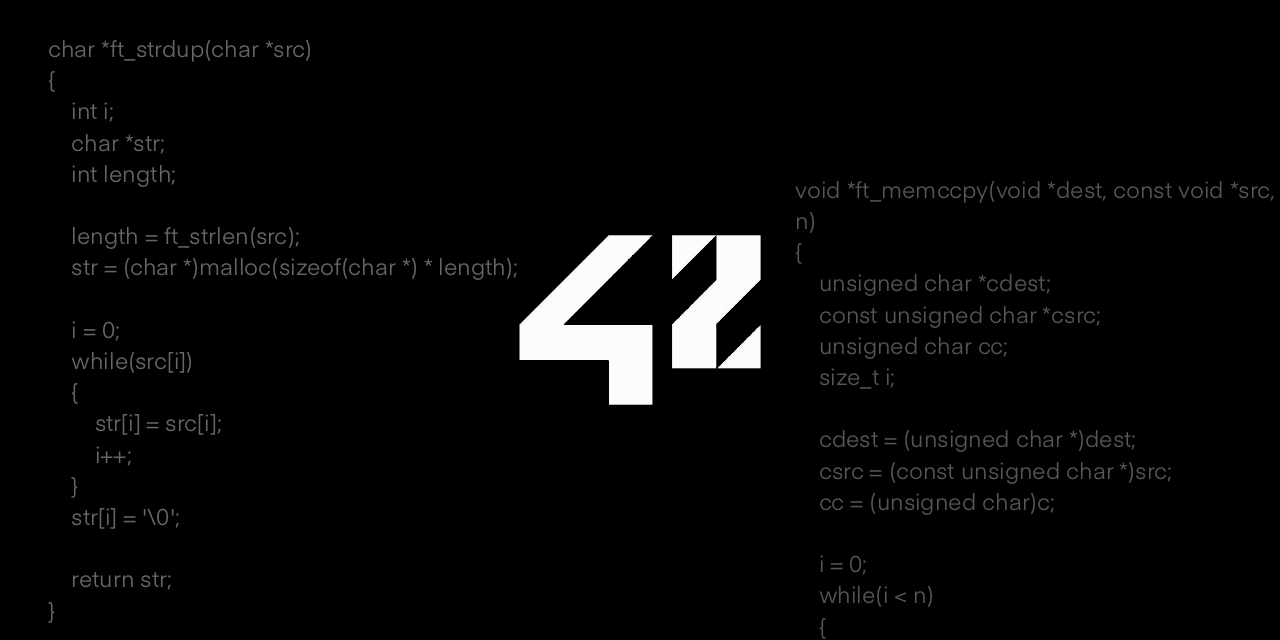 char *ft_strdup(char *src)
{
    int i;
    char *str;
    int length;

    length = ft_strlen(src);
    str = (char *)malloc(sizeof(char *) * length);

    i = 0;
    while(src[i])
    {
        str[i] = src[i];
        i++;
    }
    str[i] = '\0';

    return str;
}
42
void *ft_memccpy(void *dest, const void *src,
n)
{
    unsigned char *cdest;
    const unsigned char *csrc;
    unsigned char cc;
    size_t i;

    cdest = (unsigned char *)dest;
    csrc = (const unsigned char *)src;
    cc = (unsigned char)c;

    i = 0;
    while(i < n)
    {